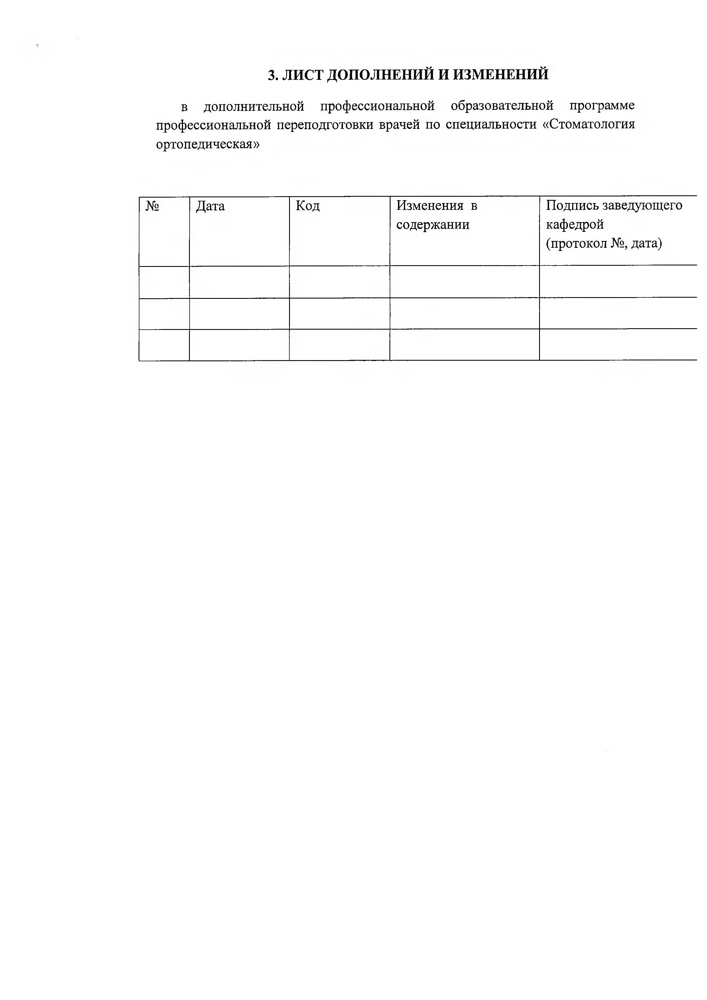 3. ЛИСТ ДОПОЛНЕНИЙ И ИЗМЕНЕНИЙ
в дополнительной профессиональной образовательной программе
профессиональной переподготовки врачей по специальности «Стоматология
ортопедическая»
№
Дата
Код
Изменения в
содержании
Подпись заведующего
кафедрой
(протокол №, дата)